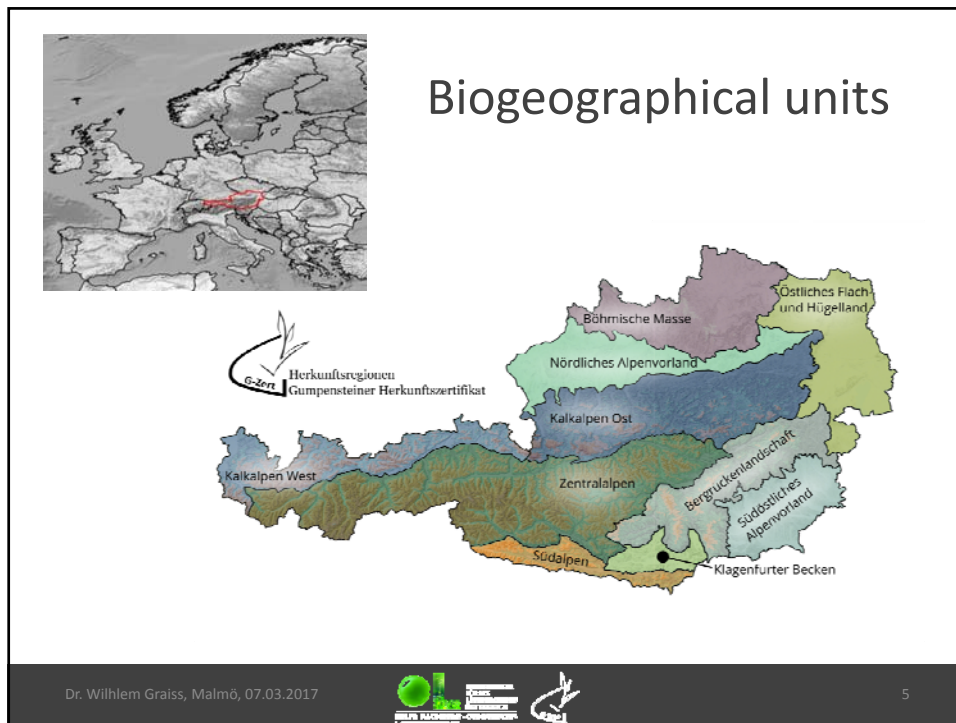 Biogeographical units
G-Zert
Herkunftsregionen
Gumpensteiner Herkunftszertifikat
Böhmische Masse
Östliches Flach-
und Hügelland
Nördliches Alpenvorland
Kalkalpen Ost
Kalkalpen West
Zentralalpen
Bergrückenlandschaft
Südöstliches
Alpenvorland
Südalpen
Klagenfurter Becken
Dr. Wilhlem Graiss, Malmö, 07.03.2017
5